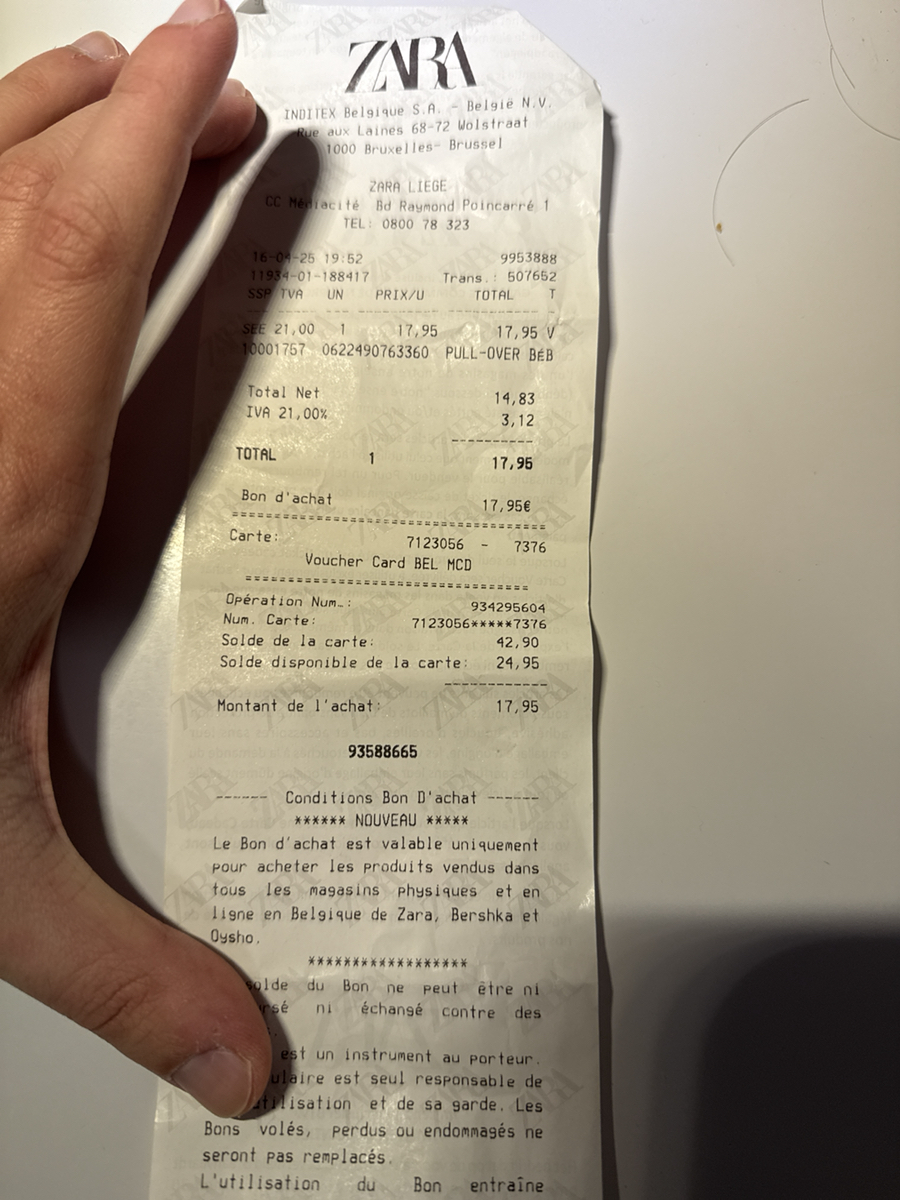 ZARA
INDITEX Belgique S.A. - België N.V.
Rue aux Laines 68-72 Wolstraat
1000 Bruxelles- Brussel
ZARA LIEGE
CC Médiacité Bd Raymond Poincarré 1
TEL: 0800 78 323
16-04-25 19:52 9953888
11934-01-188417 Trans.: 507652
SSP TVA UN PRIX/U TOTAL T
SEE 21,00 1 17,95 17,95 V
10001757 0622490763360 PULL-OVER BÉB
Total Net 14,83
IVA 21,00% 3,12
TOTAL 1 17,95
Bon d'achat 17,95€
Carte: 7123056 - 7376
Voucher Card BEL MCD
Opération Num.: 934295604
Num. Carte: 7123056*****7376
Solde de la carte: 42,90
Solde disponible de la carte: 24,95
Montant de l'achat: 17,95
93588665
------ Conditions Bon D'achat ------
****** NOUVEAU *****
Le Bon d'achat est valable uniquement
pour acheter les produits vendus dans
tous les magasins physiques et en
ligne en Belgique de Zara, Bershka et
Oysho.
******************
solde du Bon ne peut être ni
ni échangé contre des
est un instrument au porteur.
est seul responsable de
et de sa garde. Les
Bons volés, perdus ou endommagés ne
seront pas remplacés.
L'utilisation du Bon entraîne